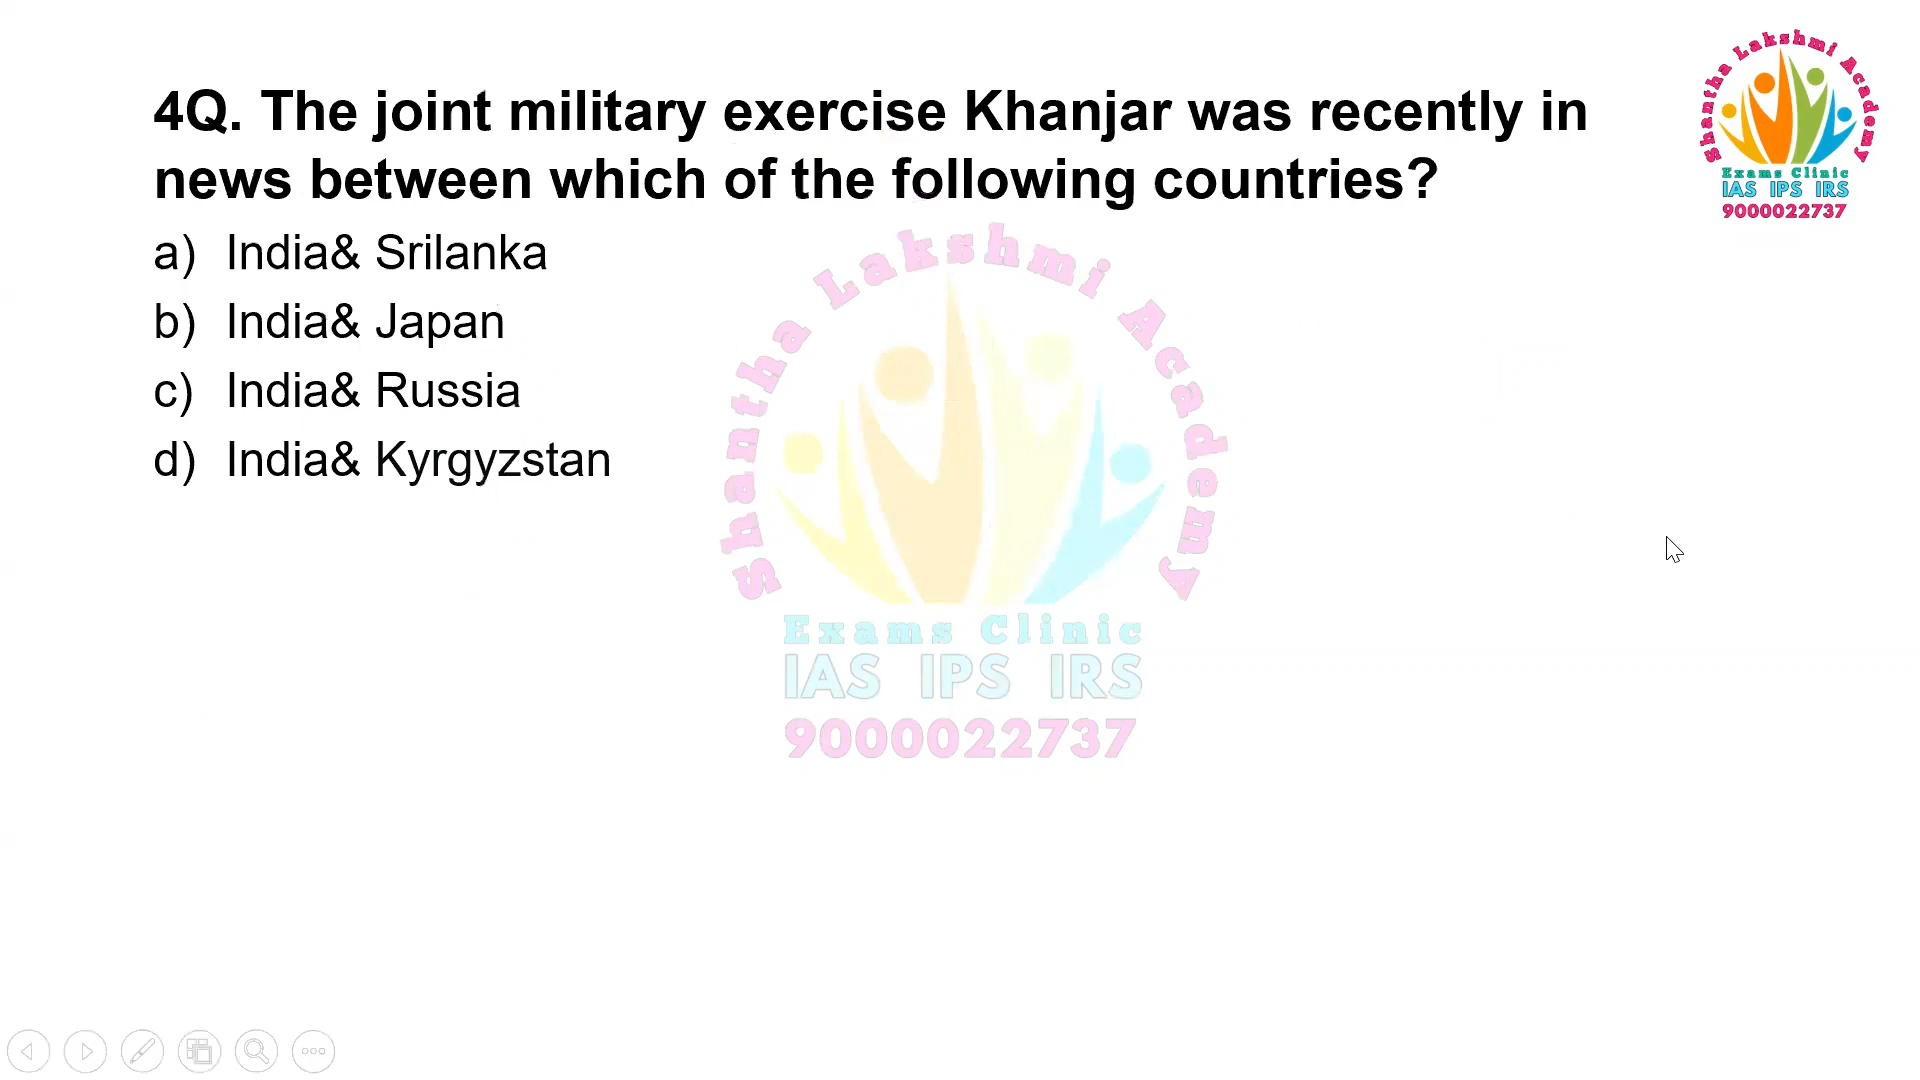 4Q. The joint military exercise Khanjar was recently in
news between which of the following countries?
a) India& Srilanka
b) India& Japan
c) India& Russia
d) India& Kyrgyzstan
Shantha Lakshmi Academy
Exams Clinic
IAS IPS IRS
9000022737
Shantha Lakshmi Academy
Exams Clinic
IAS IPS IRS
9000022737